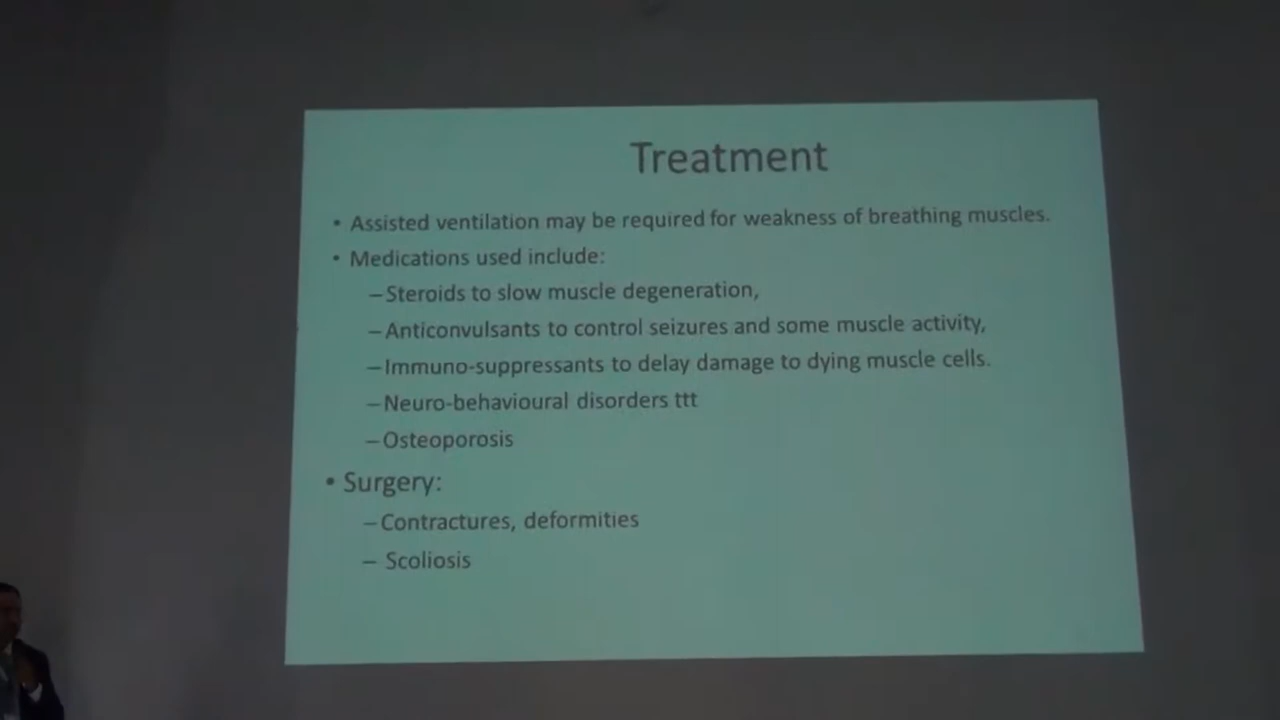 Treatment
• Assisted ventilation may be required for weakness of breathing muscles.
• Medications used include:
–Steroids to slow muscle degeneration,
–Anticonvulsants to control seizures and some muscle activity,
–Immuno-suppressants to delay damage to dying muscle cells.
–Neuro-behavioural disorders ttt
–Osteoporosis
• Surgery:
–Contractures, deformities
– Scoliosis